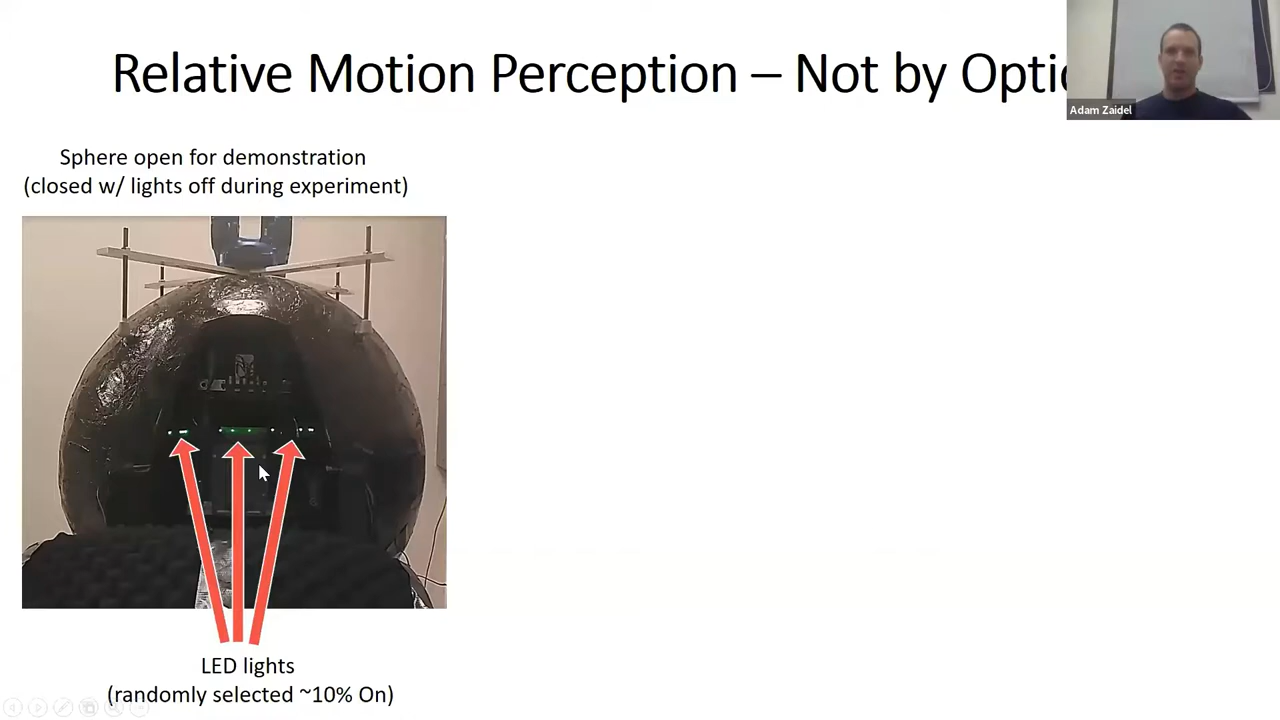 Relative Motion Perception – Not by Optic
Adam Zaidel
Sphere open for demonstration
(closed w/ lights off during experiment)
LED lights
(randomly selected ~10% On)